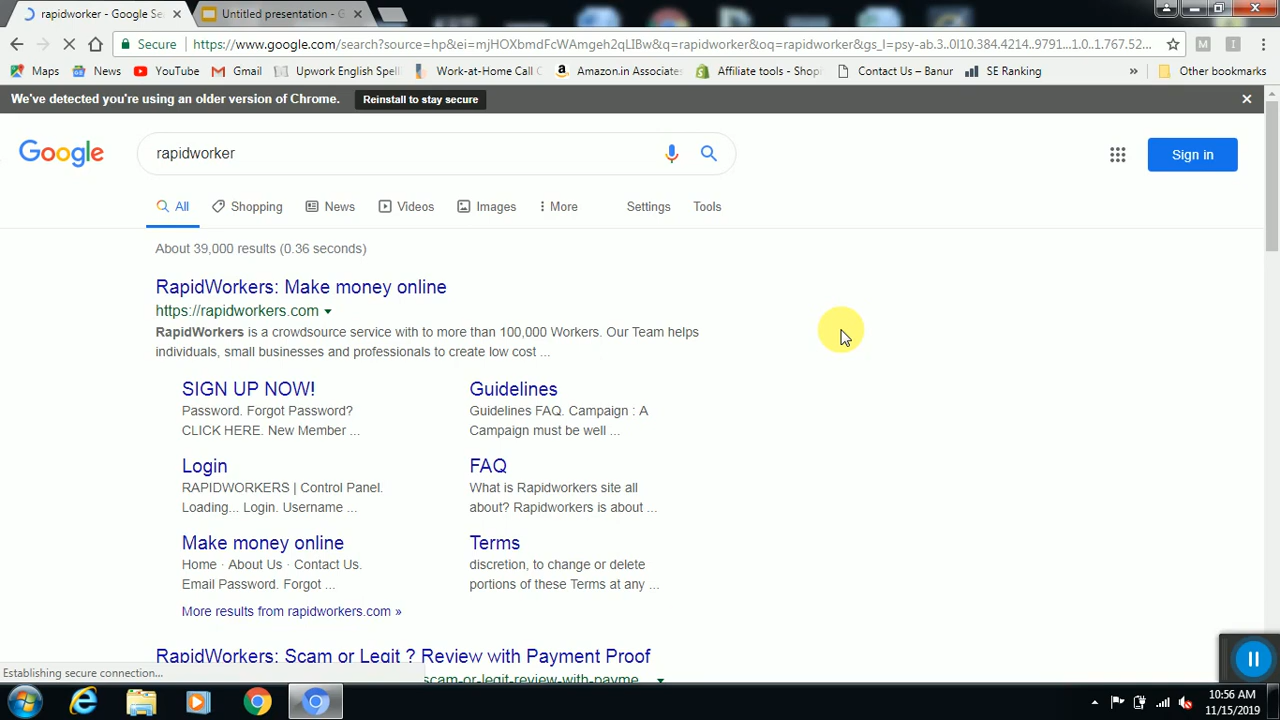 rapidworker - Google Se
Untitled presentation - G
Secure
https://www.google.com/search?source=hp&ei=mjHOXbmdFcWAmgeh2qLIBw&q=rapidworker&oq=rapidworker&gs_l=psy-ab.3..0l10.384.4214..9791...1.0..1.767.52...
M
I
Maps
News
YouTube
Gmail
Upwork English Spell
Work-at-Home Call C
Amazon.in Associates
Affiliate tools - Shopi
Contact Us – Banur
SE Ranking
»
Other bookmarks
We've detected you're using an older version of Chrome.
Reinstall to stay secure
Google
rapidworker
Sign in
All
Shopping
News
Videos
Images
More
Settings
Tools
About 39,000 results (0.36 seconds)
RapidWorkers: Make money online
https://rapidworkers.com
RapidWorkers is a crowdsource service with to more than 100,000 Workers. Our Team helps
individuals, small businesses and professionals to create low cost ...
SIGN UP NOW!
Password. Forgot Password?
CLICK HERE. New Member ...
Guidelines
Guidelines FAQ. Campaign : A
Campaign must be well ...
Login
RAPIDWORKERS | Control Panel.
Loading... Login. Username ...
FAQ
What is Rapidworkers site all
about? Rapidworkers is about ...
Make money online
Home · About Us · Contact Us.
Email Password. Forgot ...
Terms
discretion, to change or delete
portions of these Terms at any ...
More results from rapidworkers.com »
RapidWorkers: Scam or Legit ? Review with Payment Proof
scam-or-legit-review-with-payme...
Establishing secure connection...
10:56 AM
11/15/2019